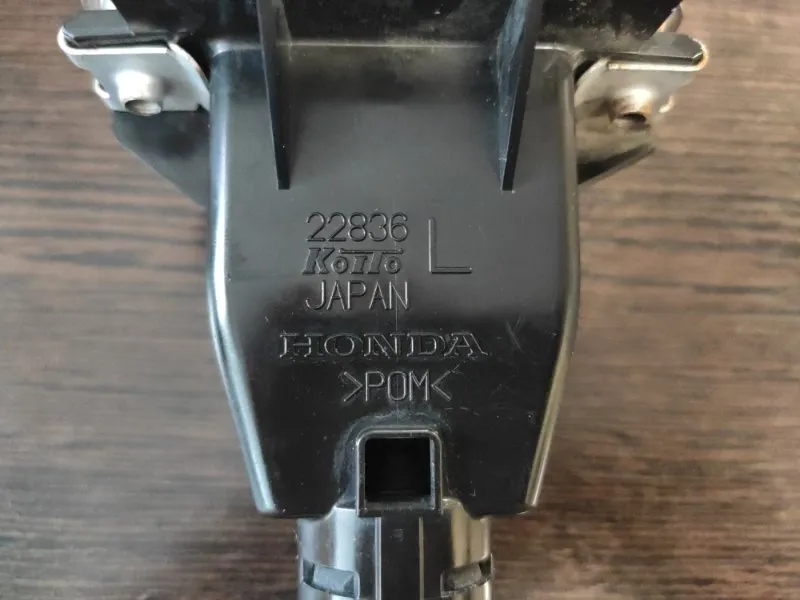 22836 L
KOITO
JAPAN
HONDA
>POM<